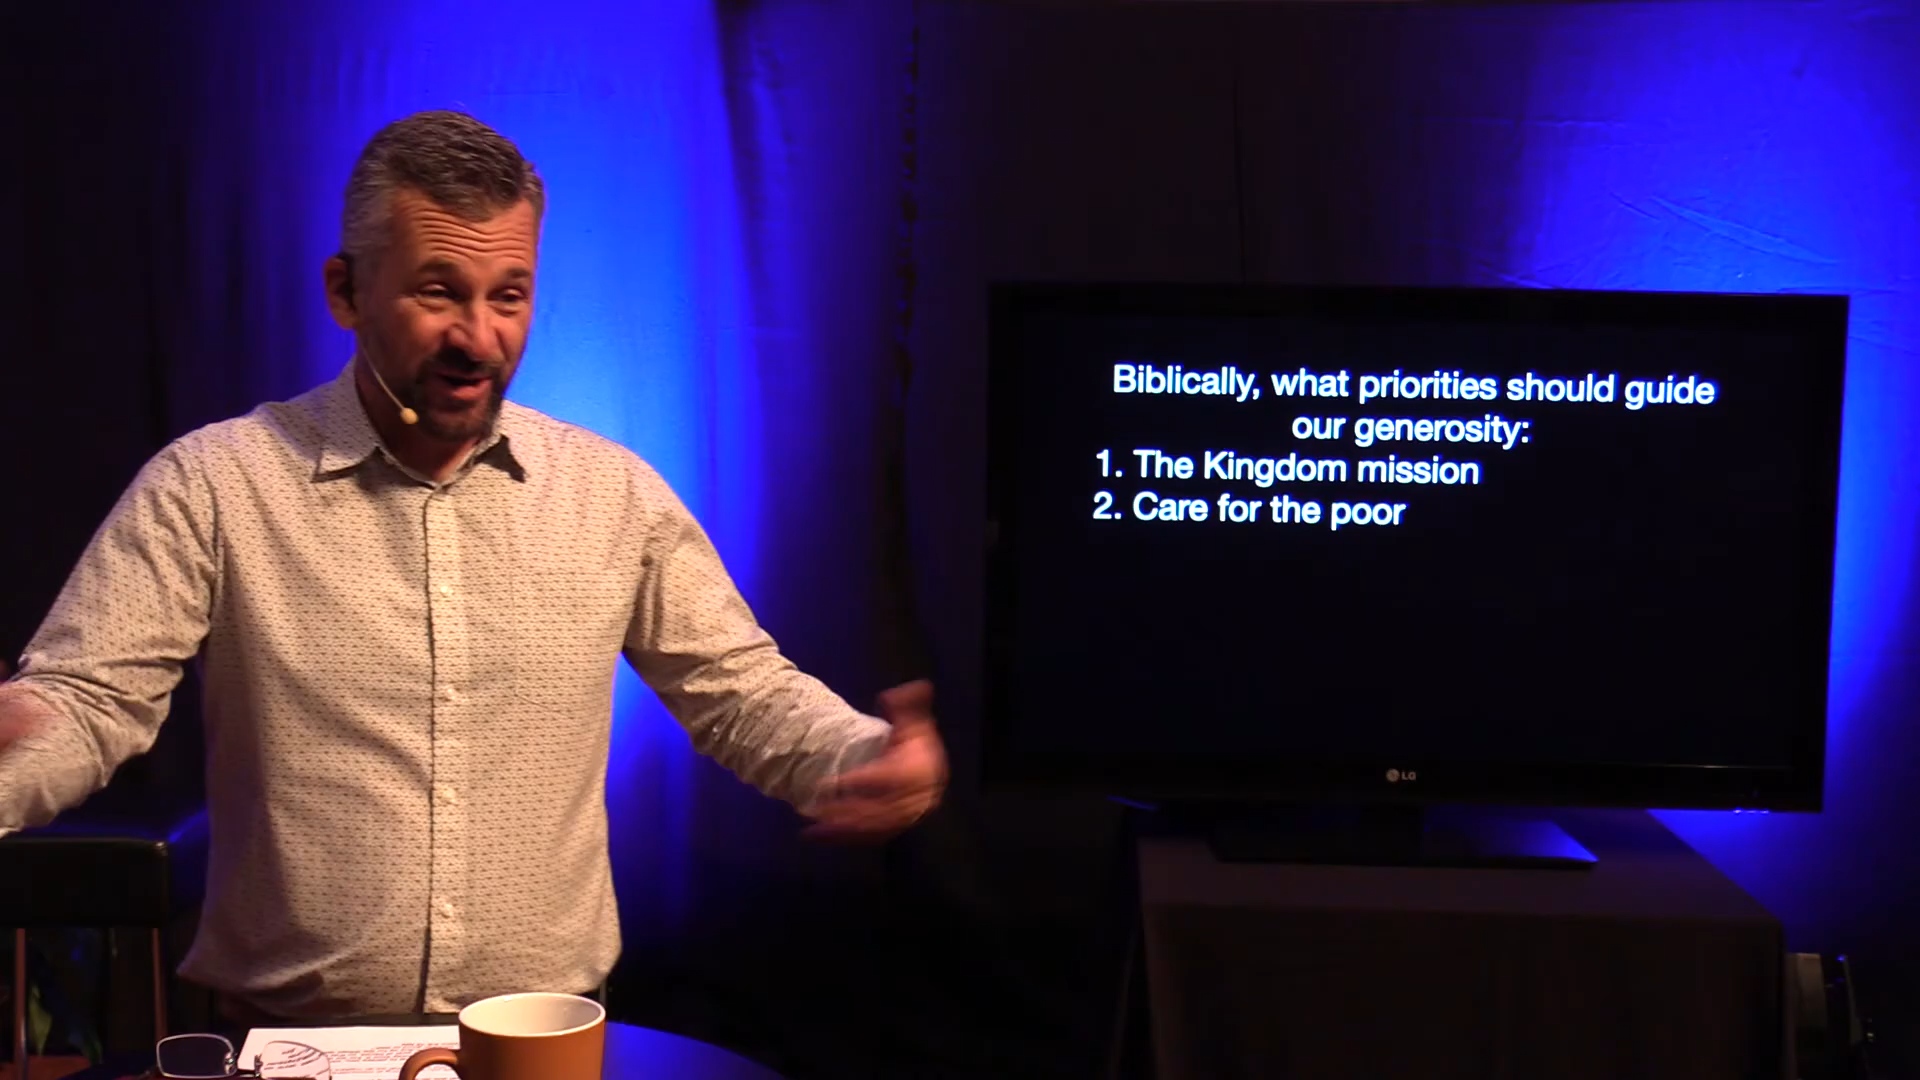 Biblically, what priorities should guide
our generosity:
1. The Kingdom mission
2. Care for the poor
LG